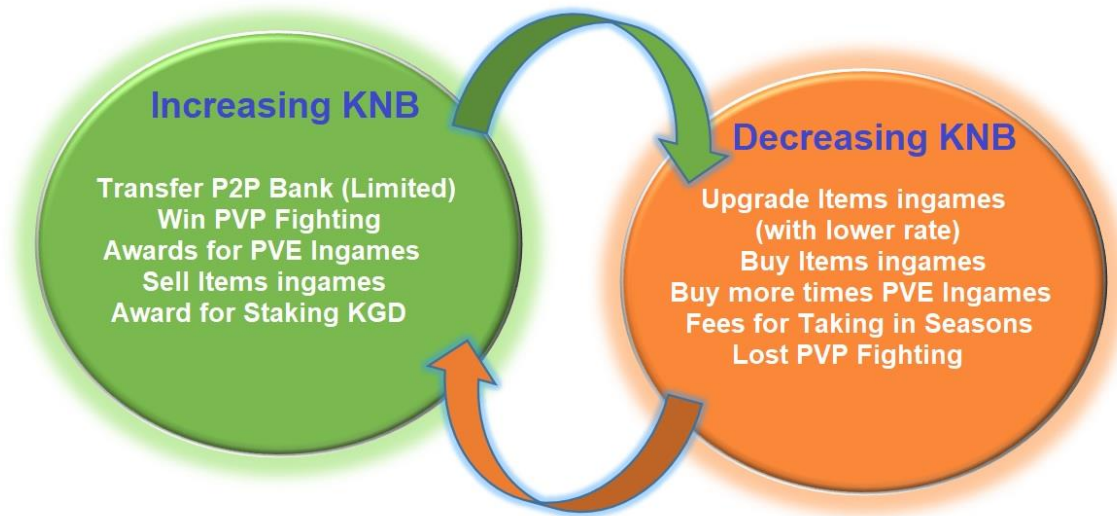 Increasing KNB
Transfer P2P Bank (Limited)
Win PVP Fighting
Awards for PVE Ingames
Sell Items ingames
Award for Staking KGD
Decreasing KNB
Upgrade Items ingames
(with lower rate)
Buy Items ingames
Buy more times PVE Ingames
Fees for Taking in Seasons
Lost PVP Fighting